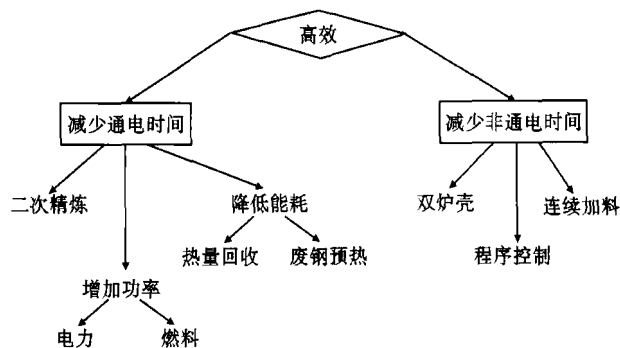 高效
减少通电时间
减少非通电时间
二次精炼
降低能耗
双炉壳
连续加料
热量回收
废钢预热
程序控制
增加功率
电力
燃料